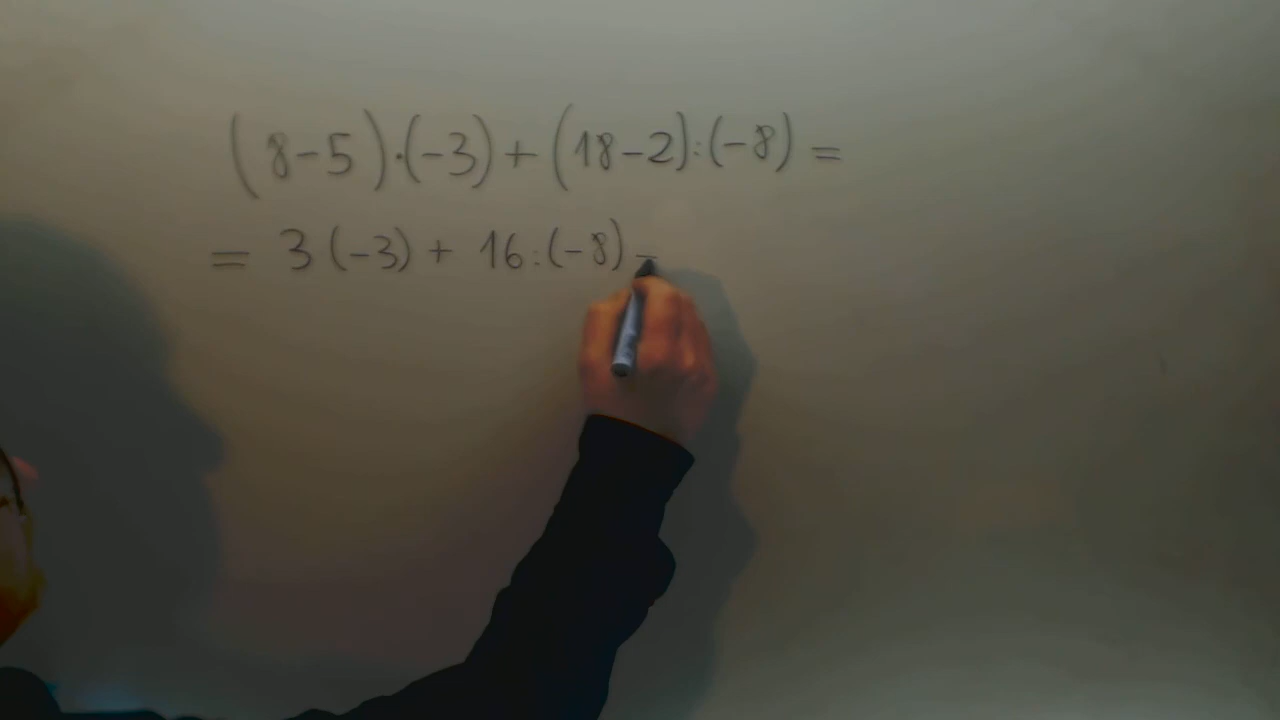 (8-5)·(-3)+(18-2):(-8)=
= 3(-3)+ 16:(-8) -